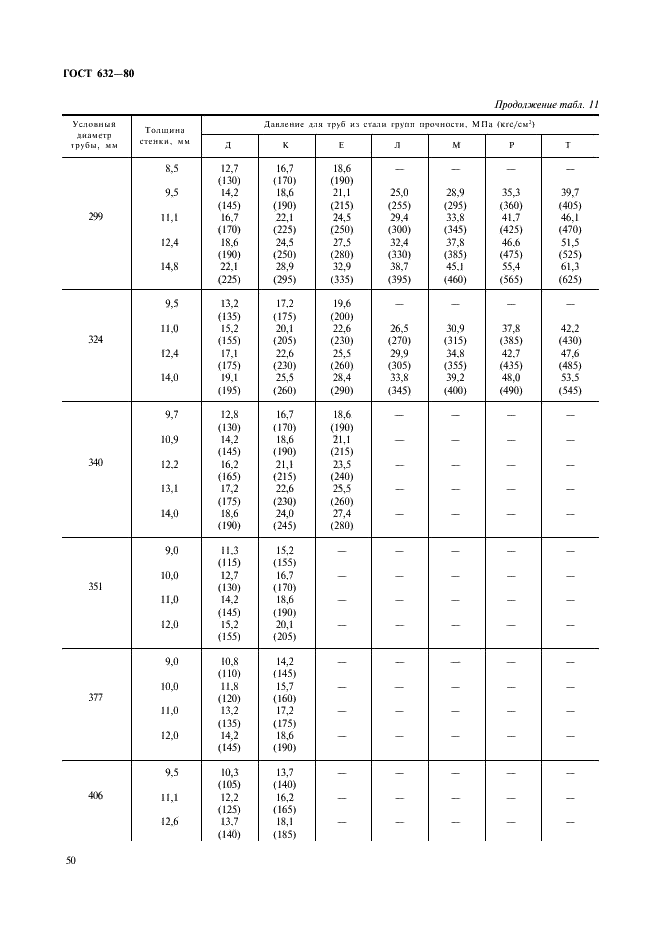 ГОСТ 632—80
Продолжение табл. 11
Условный диаметр трубы, мм Толщина стенки, мм Давление для труб из стали групп прочности, МПа (кгс/см²)
Д К Е Л М Р Т
8,5 12,7 16,7 18,6 — — — —
(130) (170) (190)
9,5 14,2 18,6 21,1 25,0 28,9 35,3 39,7
(145) (190) (215) (255) (295) (360) (405)
299 11,1 16,7 22,1 24,5 29,4 33,8 41,7 46,1
(170) (225) (250) (300) (345) (425) (470)
12,4 18,6 24,5 27,5 32,4 37,8 46,6 51,5
(190) (250) (280) (330) (385) (475) (525)
14,8 22,1 28,9 32,9 38,7 45,1 55,4 61,3
(225) (295) (335) (395) (460) (565) (625)
9,5 13,2 17,2 19,6 — — — —
(135) (175) (200)
11,0 15,2 20,1 22,6 26,5 30,9 37,8 42,2
324 (155) (205) (230) (270) (315) (385) (430)
12,4 17,1 22,6 25,5 29,9 34,8 42,7 47,6
(175) (230) (260) (305) (355) (435) (485)
14,0 19,1 25,5 28,4 33,8 39,2 48,0 53,5
(195) (260) (290) (345) (400) (490) (545)
9,7 12,8 16,7 18,6 — — — —
(130) (170) (190)
10,9 14,2 18,6 21,1 — — — —
(145) (190) (215)
340 12,2 16,2 21,1 23,5 — — — —
(165) (215) (240)
13,1 17,2 22,6 25,5 — — — —
(175) (230) (260)
14,0 18,6 24,0 27,4 — — — —
(190) (245) (280)
9,0 11,3 15,2 — — — — —
(115) (155)
10,0 12,7 16,7 — — — — —
351 (130) (170)
11,0 14,2 18,6 — — — — —
(145) (190)
12,0 15,2 20,1 — — — — —
(155) (205)
9,0 10,8 14,2 — — — — —
(110) (145)
10,0 11,8 15,7 — — — — —
377 (120) (160)
11,0 13,2 17,2 — — — — —
(135) (175)
12,0 14,2 18,6 — — — — —
(145) (190)
9,5 10,3 13,7 — — — — —
(105) (140)
406 11,1 12,2 16,2 — — — — —
(125) (165)
12,6 13,7 18,1 — — — — —
(140) (185)
50